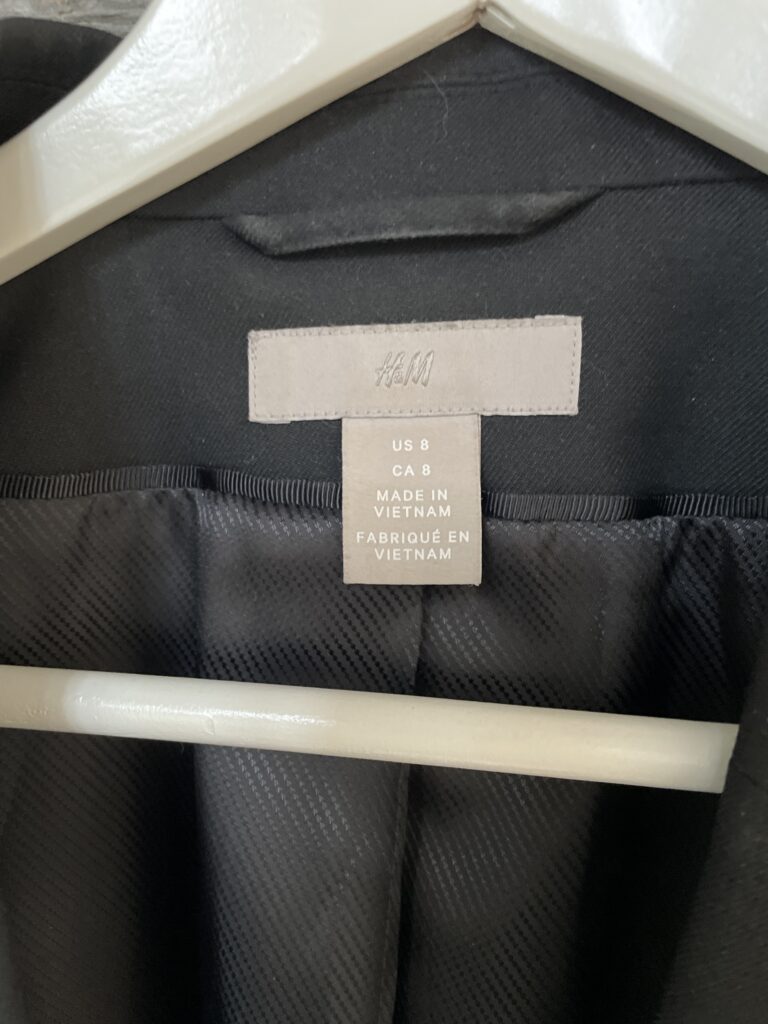 H&M
US 8
CA 8
MADE IN
VIETNAM
FABRIQUÉ EN
VIETNAM